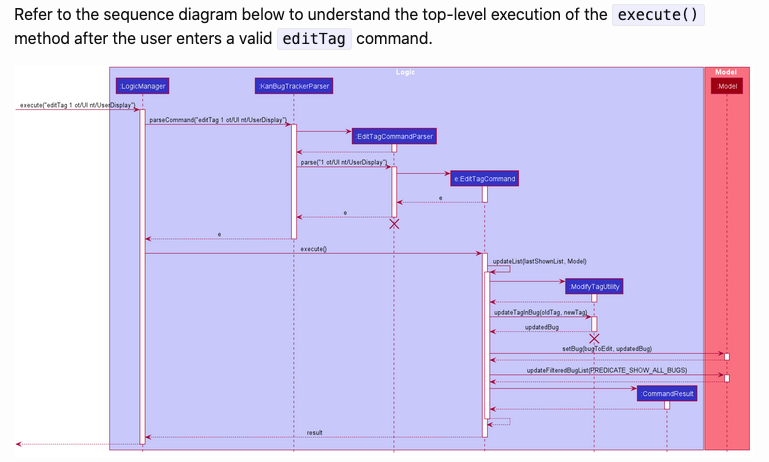 Refer to the sequence diagram below to understand the top-level execution of the execute()
method after the user enters a valid editTag command.
Logic
Model
:LogicManager
:KanBugTrackerParser
:Model
execute("editTag 1 ot/UI nt/UserDisplay")
parseCommand("editTag 1 ot/UI nt/UserDisplay")
:EditTagCommandParser
parse("1 ot/UI nt/UserDisplay")
e:EditTagCommand
e
e
e
execute()
updateList(lastShownList, Model)
:ModifyTagUtility
updateTagInBug(oldTag, newTag)
updatedBug
setBug(bugToEdit, updatedBug)
updateFilteredBugList(PREDICATE_SHOW_ALL_BUGS)
:CommandResult
result